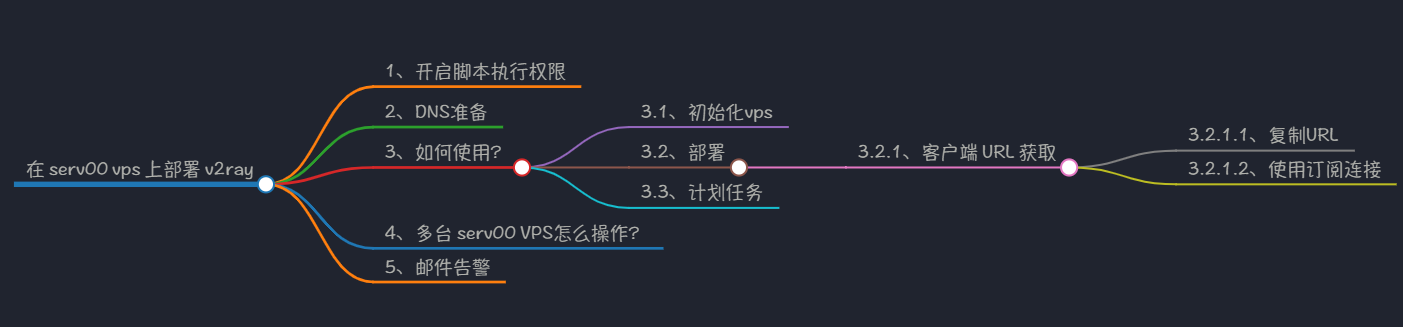 在 serv00 vps 上部署 v2ray
1、开启脚本执行权限
2、DNS准备
3、如何使用?
3.1、初始化vps
3.2、部署
3.2.1、客户端 URL 获取
3.2.1.1、复制URL
3.2.1.2、使用订阅连接
3.3、计划任务
4、多台 serv00 VPS怎么操作?
5、邮件告警